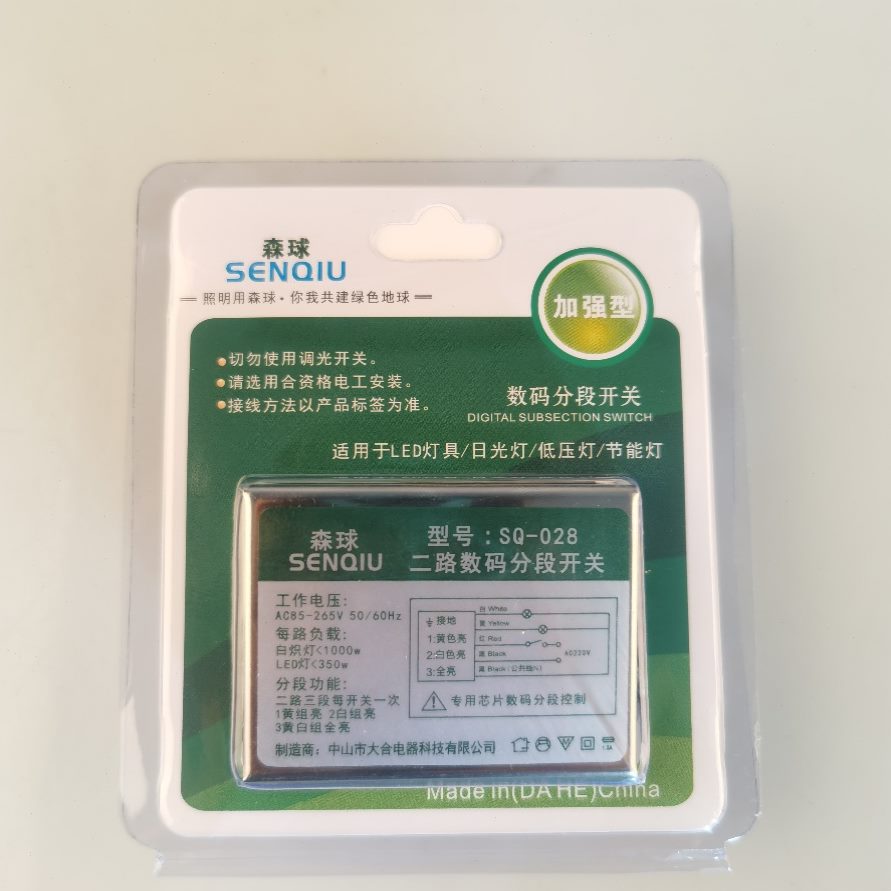 森球
SENQIU
照明用森球·你我共建绿色地球
加强型
切勿使用调光开关。
请选用合资格电工安装。
接线方法以产品标签为准。
数码分段开关
DIGITAL SUBSECTION SWITCH
适用于LED灯具/日光灯/低压灯/节能灯
森球
SENQIU
型号:SQ-028
二路数码分段开关
工作电压:
AC85-265V 50/60Hz
每路负载:
白炽灯<1000w
LED灯<350w
分段功能:
二路三段每开关一次
1黄组亮 2白组亮
3黄白组全亮
接地
1:黄色亮
2:白色亮
3:全亮
白 White
黄 Yellow
红 Red
黑 Black
黑 Black(公共线N)
AC220V
专用芯片数码分段控制
制造商: 中山市大合电器科技有限公司
Made In(DA HE)China